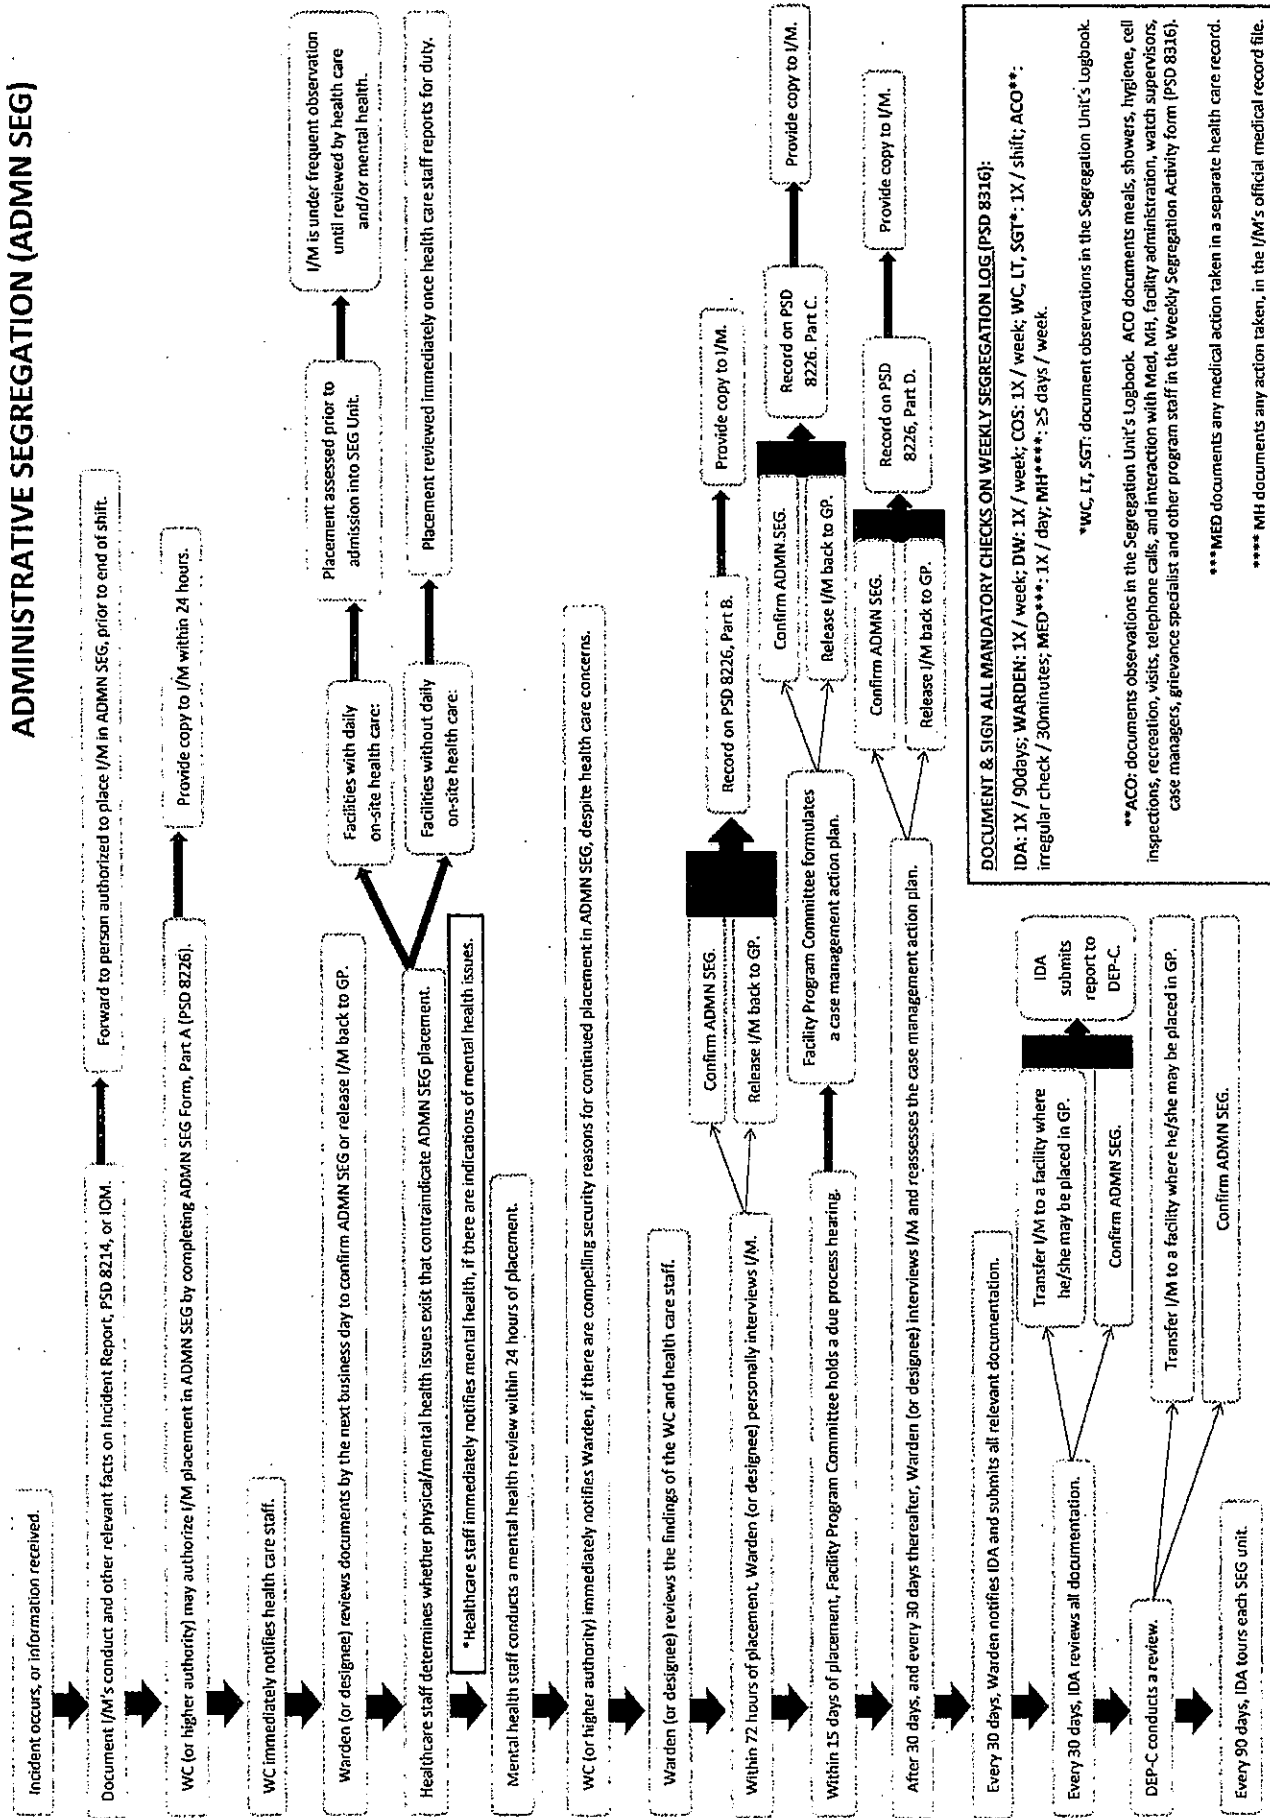 ADMINISTRATIVE SEGREGATION (ADMN SEG)
Incident occurs, or information received.
Document I/M's conduct and other relevant facts on Incident Report, PSD 8214, or IOM.
Forward to person authorized to place I/M in ADMN SEG, prior to end of shift.
WC (or higher authority) may authorize I/M placement in ADMN SEG by completing ADMN SEG Form, Part A (PSD 8226).
Provide copy to I/M within 24 hours.
WC immediately notifies health care staff.
Warden (or designee) reviews documents by the next business day to confirm ADMN SEG or release I/M back to GP.
Healthcare staff determines whether physical/mental health issues exist that contraindicate ADMN SEG placement.
Facilities with daily
on-site health care:
Placement assessed prior to
admission into SEG Unit.
I/M is under frequent observation
until reviewed by health care
and/or mental health.
Facilities without daily
on-site health care:
Placement reviewed immediately once health care staff reports for duty.
*Healthcare staff immediately notifies mental health, if there are indications of mental health issues.
Mental health staff conducts a mental health review within 24 hours of placement.
WC (or higher authority) immediately notifies Warden, if there are compelling security reasons for continued placement in ADMN SEG, despite health care concerns.
Warden (or designee) reviews the findings of the WC and health care staff.
Within 72 hours of placement, Warden (or designee) personally interviews I/M.
Confirm ADMN SEG.
Release I/M back to GP.
Record on PSD 8226, Part B.
Provide copy to I/M.
Within 15 days of placement, Facility Program Committee holds a due process hearing.
Facility Program Committee formulates
a case management action plan.
Confirm ADMN SEG.
Release I/M back to GP.
Record on PSD
8226. Part C.
Provide copy to I/M.
After 30 days, and every 30 days thereafter, Warden (or designee) interviews I/M and reassesses the case management action plan.
Confirm ADMN SEG.
Release I/M back to GP.
Record on PSD
8226, Part D.
Provide copy to I/M.
Every 30 days, Warden notifies IDA and submits all relevant documentation.
Every 30 days, IDA reviews all documentation.
Transfer I/M to a facility where
he/she may be placed in GP.
Confirm ADMN SEG.
IDA
submits
report to
DEP-C.
DEP-C conducts a review.
Transfer I/M to a facility where he/she may be placed in GP.
Confirm ADMN SEG.
Every 90 days, IDA tours each SEG unit.
DOCUMENT & SIGN ALL MANDATORY CHECKS ON WEEKLY SEGREGATION LOG (PSD 8316):
IDA: 1X / 90days; WARDEN: 1X / week; DW: 1X / week; COS: 1X / week; WC, LT, SGT*: 1X / shift; ACO**:
irregular check / 30minutes; MED***: 1X / day; MH****: ≥5 days / week.
*WC, LT, SGT: document observations in the Segregation Unit's Logbook.
**ACO: documents observations in the Segregation Unit's Logbook. ACO documents meals, showers, hygiene, cell
inspections, recreation, visits, telephone calls, and interaction with Med, MH, facility administration, watch supervisors,
case managers, grievance specialist and other program staff in the Weekly Segregation Activity form (PSD 8316).
***MED documents any medical action taken in a separate health care record.
**** MH documents any action taken, in the I/M's official medical record file.